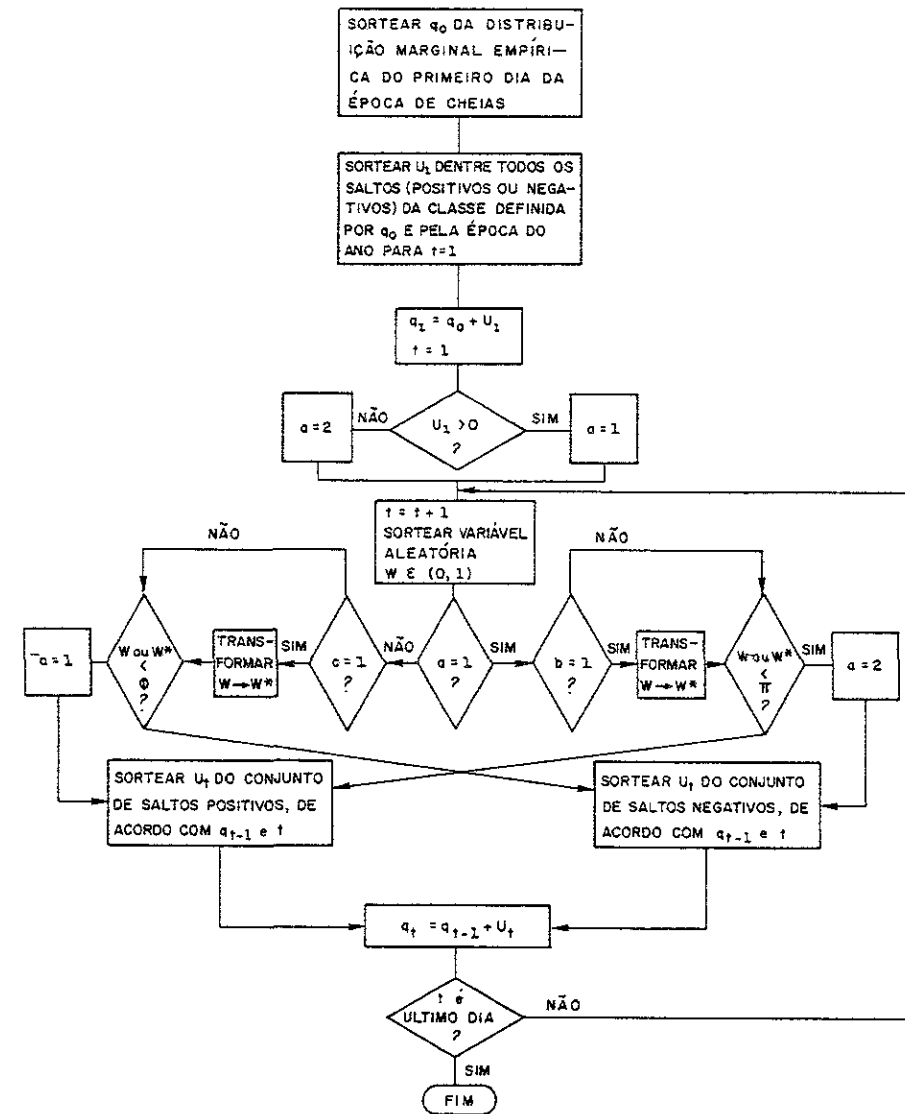 SORTEAR q₀ DA DISTRIBU-
IÇÃO MARGINAL EMPÍRI-
CA DO PRIMEIRO DIA DA
ÉPOCA DE CHEIAS
SORTEAR U₁ DENTRE TODOS OS
SALTOS (POSITIVOS OU NEGA-
TIVOS) DA CLASSE DEFINIDA
POR q₀ E PELA ÉPOCA DO
ANO PARA t=1
q₁ = q₀ + U₁
t = 1
a = 2
NÃO
U₁ >0
?
SIM
a = 1
t = t + 1
SORTEAR VARIÁVEL
ALEATÓRIA
W Ɛ (0, 1)
NÃO
NÃO
a = 1
W ou W*
<
Φ
?
TRANS-
FORMAR
W→W*
SIM
c = 1
?
NÃO
a = 1
?
SIM
b = 1
?
SIM
TRANS-
FORMAR
W→W*
W ou W*
<
Π
?
SIM
a = 2
SORTEAR Uₜ DO CONJUNTO
DE SALTOS POSITIVOS, DE
ACORDO COM qₜ₋₁ e t
SORTEAR Uₜ DO CONJUNTO
DE SALTOS NEGATIVOS, DE
ACORDO COM qₜ₋₁ e t
qₜ = qₜ₋₁ + Uₜ
t é
ULTIMO DIA
?
NÃO
SIM
FIM